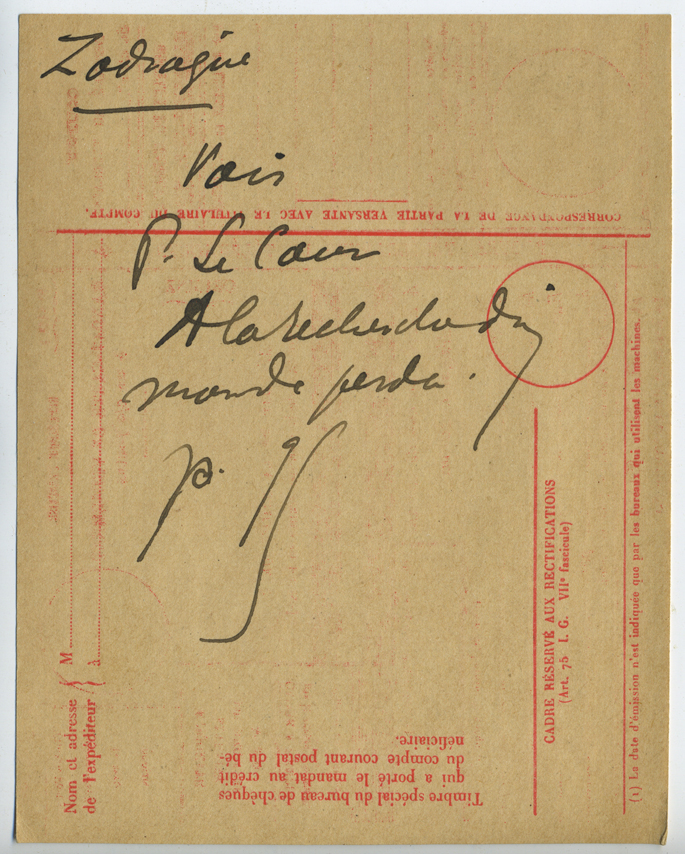 Zodiaque
Vois
P. Le Cour
A la recherche du
monde perdu.
p.
CORRESPONDANCE DE LA PARTIE VERSANTE AVEC LE TITULAIRE DU COMPTE.
Nom et adresse
de l'expéditeur
M
à
Timbre spécial du bureau de chèques
qui a porté le mandat au crédit
du compte courant postal du bé-
néficiaire.
CADRE RÉSERVÉ AUX RECTIFICATIONS
(Art. 75 I. G. VIIe fascicule)
(1) La date d'émission n'est indiquée que par les bureaux qui utilisent les machines.